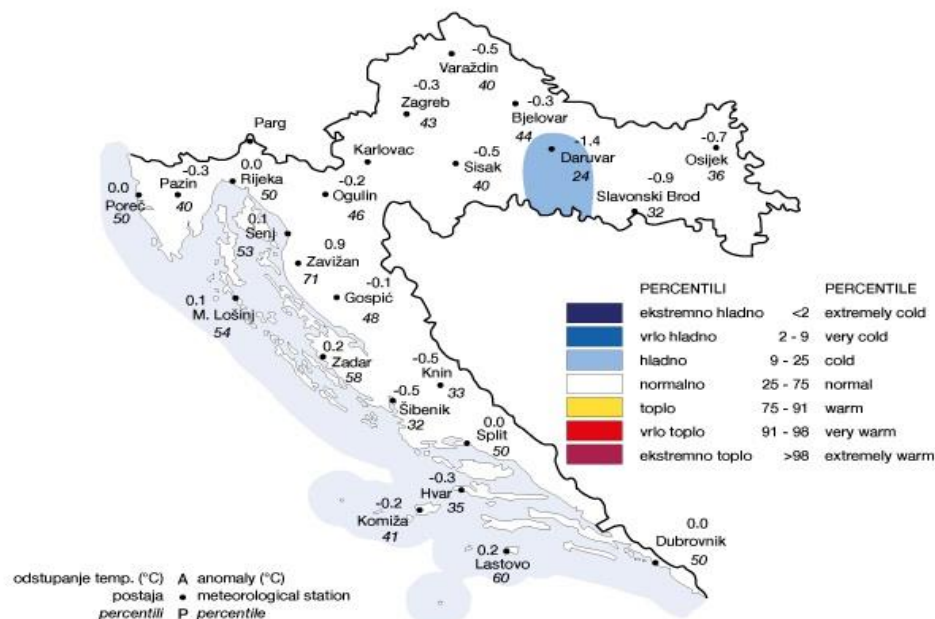 -0.5
Varaždin
40
-0.3
Zagreb
43
-0.3
Bjelovar
44
-1.4
Daruvar
24
-0.7
Osijek
36
-0.9
Slavonski Brod
32
Parg
Karlovac
-0.5
Sisak
40
0.0
Poreč
50
-0.3
Pazin
40
0.0
Rijeka
50
-0.2
Ogulin
46
0.1
Senj
53
0.9
Zavižan
71
-0.1
Gospić
48
0.1
M. Lošinj
54
0.2
Zadar
58
-0.5
Knin
33
-0.5
Šibenik
32
0.0
Split
50
-0.3
Hvar
35
-0.2
Komiža
41
0.2
Lastovo
60
0.0
Dubrovnik
50
PERCENTILI PERCENTILE
ekstremno hladno <2 extremely cold
vrlo hladno 2 - 9 very cold
hladno 9 - 25 cold
normalno 25 - 75 normal
toplo 75 - 91 warm
vrlo toplo 91 - 98 very warm
ekstremno toplo >98 extremely warm
odstupanje temp. (°C) A anomaly (°C)
postaja • meteorological station
percentili P percentile